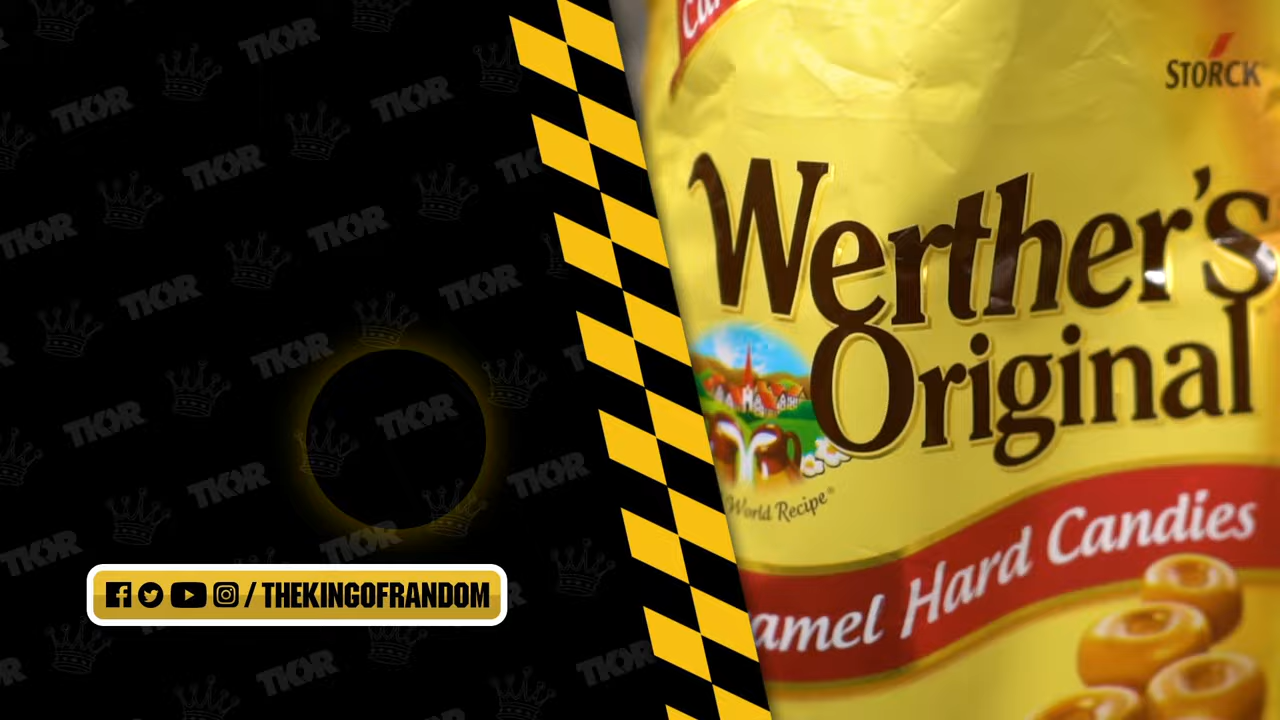 TKOR
/ THEKINGOFRANDOM
STORCK
Werther's
Original
World Recipe®
amel Hard Candies